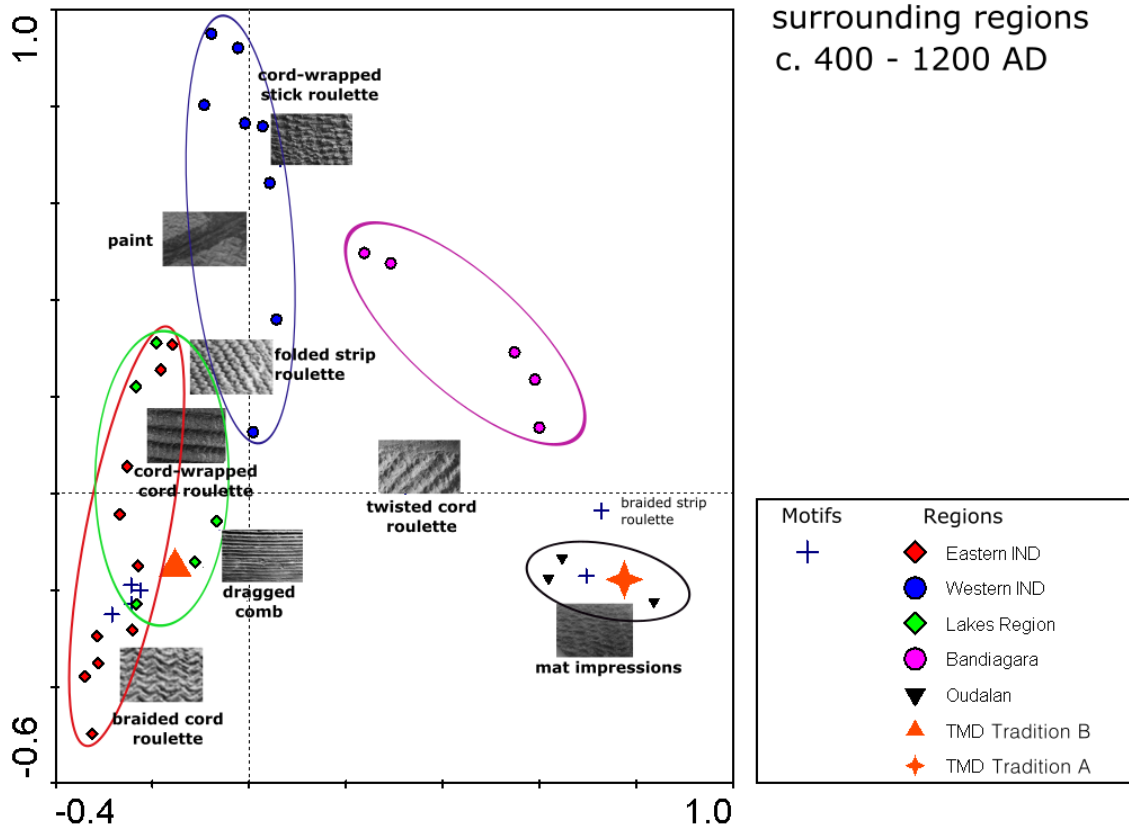 surrounding regions
c. 400 - 1200 AD
1.0
cord-wrapped
stick roulette
paint
folded strip
roulette
cord-wrapped
cord roulette
twisted cord
roulette
braided strip
roulette
dragged
comb
mat impressions
braided cord
roulette
-0.6
-0.4
1.0
Motifs
Regions
Eastern IND
Western IND
Lakes Region
Bandiagara
Oudalan
TMD Tradition B
TMD Tradition A